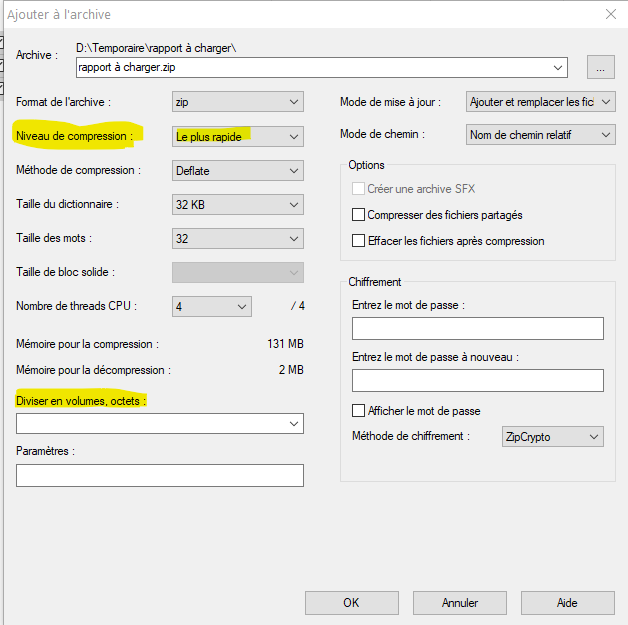 Ajouter à l'archive
Archive :
D:\Temporaire\rapport à charger\
rapport à charger.zip
...
Format de l'archive :
zip
Niveau de compression :
Le plus rapide
Méthode de compression :
Deflate
Taille du dictionnaire :
32 KB
Taille des mots :
32
Taille de bloc solide :
Nombre de threads CPU :
4
/ 4
Mémoire pour la compression :
131 MB
Mémoire pour la décompression :
2 MB
Diviser en volumes, octets :
Paramètres :
Mode de mise à jour :
Ajouter et remplacer les fic
Mode de chemin :
Nom de chemin relatif
Options
Créer une archive SFX
Compresser des fichiers partagés
Effacer les fichiers après compression
Chiffrement
Entrez le mot de passe :
Entrez le mot de passe à nouveau :
Afficher le mot de passe
Méthode de chiffrement :
ZipCrypto
OK
Annuler
Aide